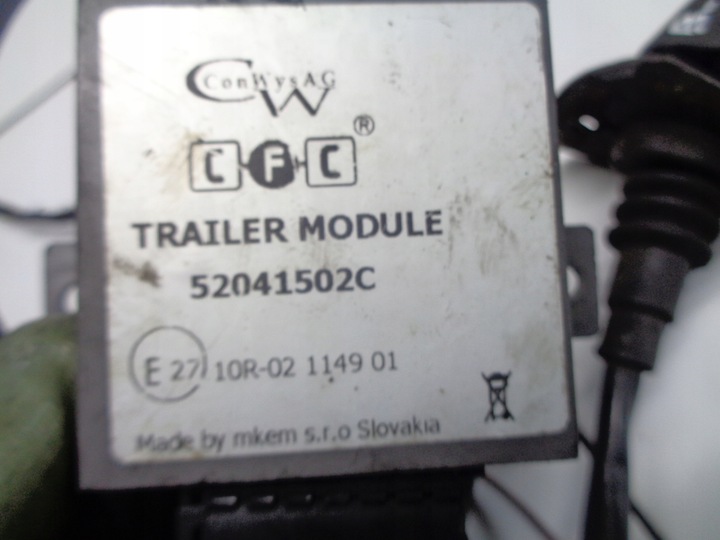 ConWysAG
CW
CFC®
TRAILER MODULE
52041502C
E 27 10R-02 1149 01
Made by mkem s.r.o Slovakia